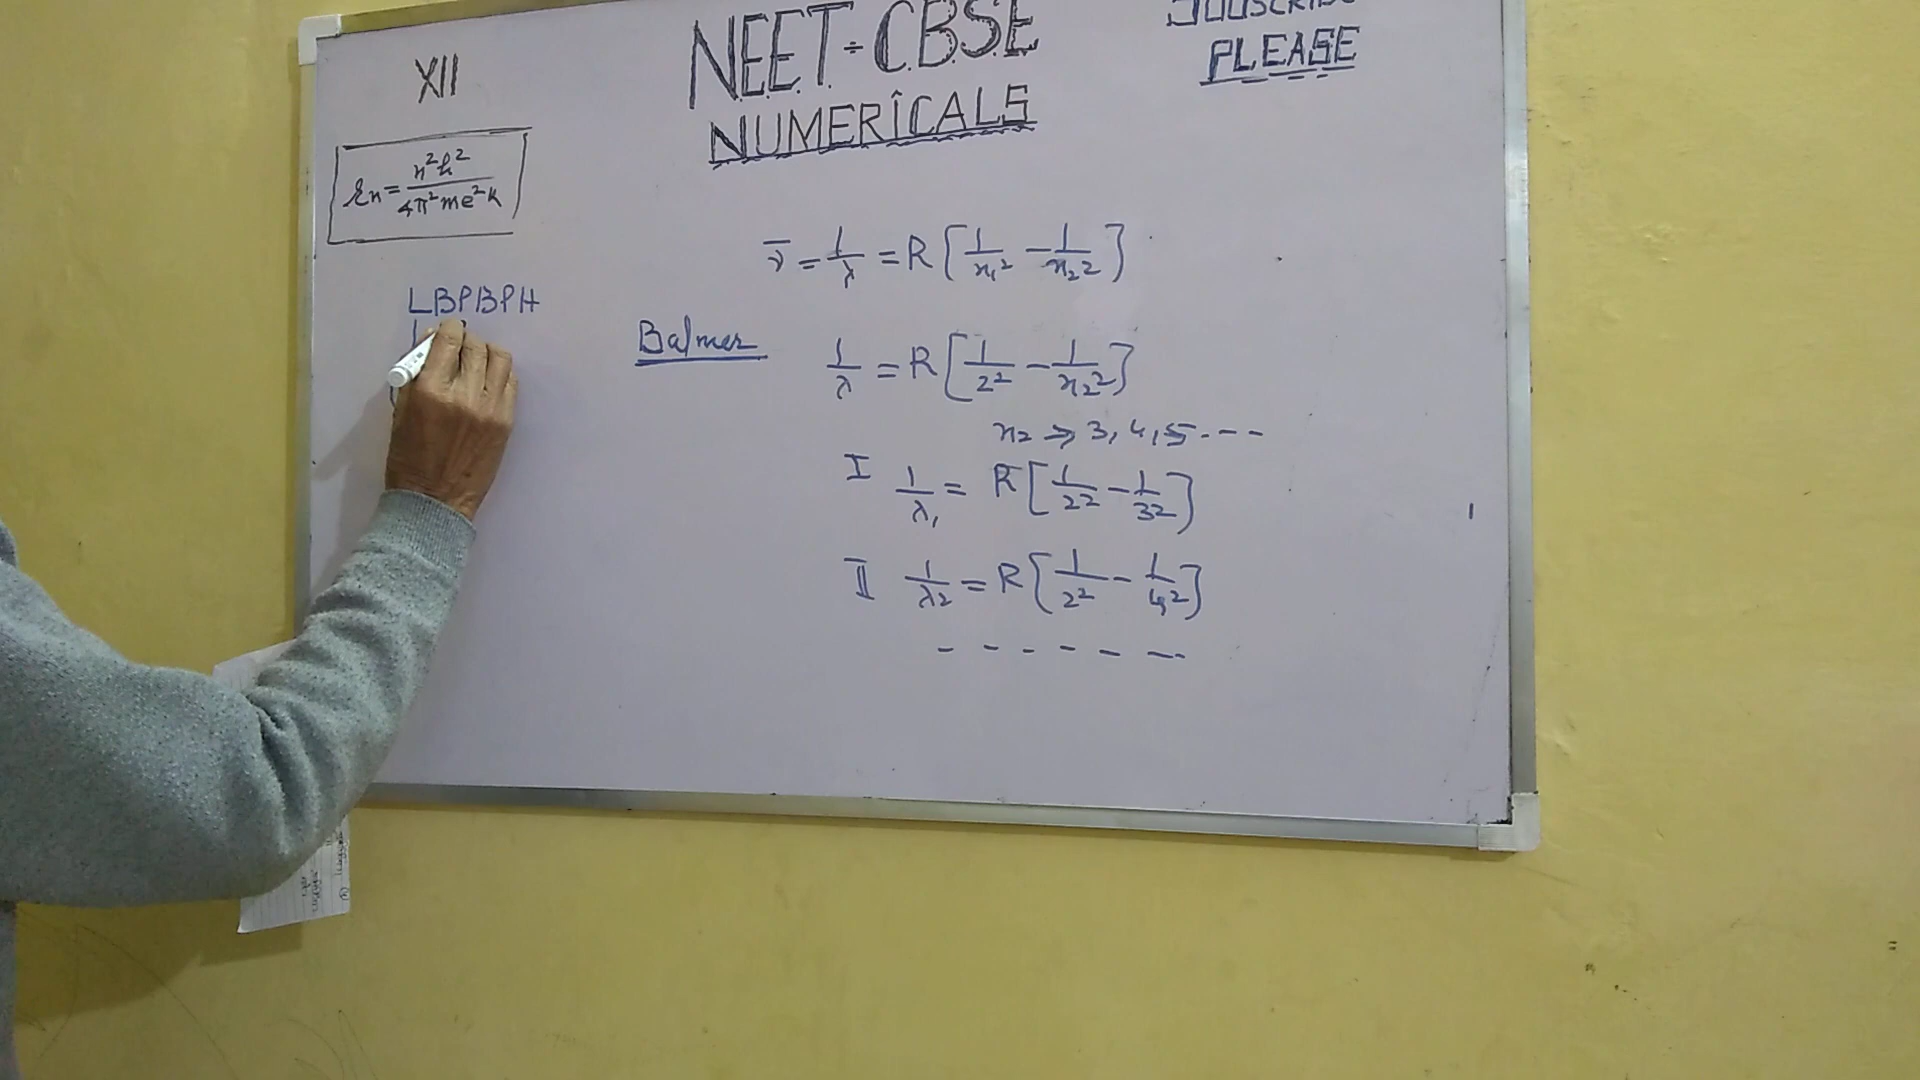 XII
NEET÷C.B.S.E
NUMERICALS
PLEASE
rn = n²h² / 4π²me²k
ν̄ = 1/λ = R[1/n₁² - 1/n₂²]
LBPBPH
Balmer
1/λ = R[1/2² - 1/n₂²]
n₂ → 3, 4, 5 - - -
I 1/λ₁ = R[1/2² - 1/3²]
II 1/λ₂ = R[1/2² - 1/4²]
- - - - - -